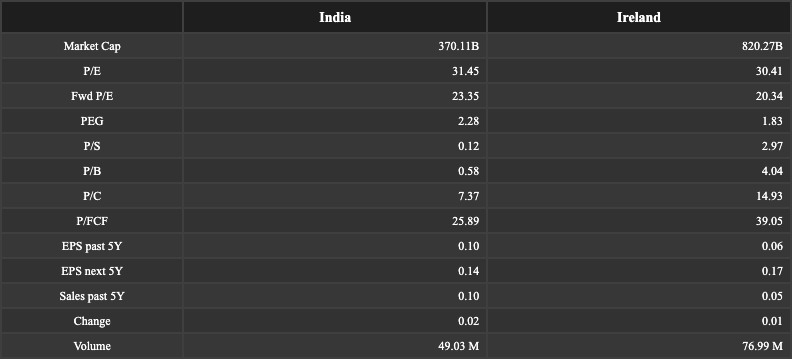 India Ireland
Market Cap 370.11B 820.27B
P/E 31.45 30.41
Fwd P/E 23.35 20.34
PEG 2.28 1.83
P/S 0.12 2.97
P/B 0.58 4.04
P/C 7.37 14.93
P/FCF 25.89 39.05
EPS past 5Y 0.10 0.06
EPS next 5Y 0.14 0.17
Sales past 5Y 0.10 0.05
Change 0.02 0.01
Volume 49.03 M 76.99 M